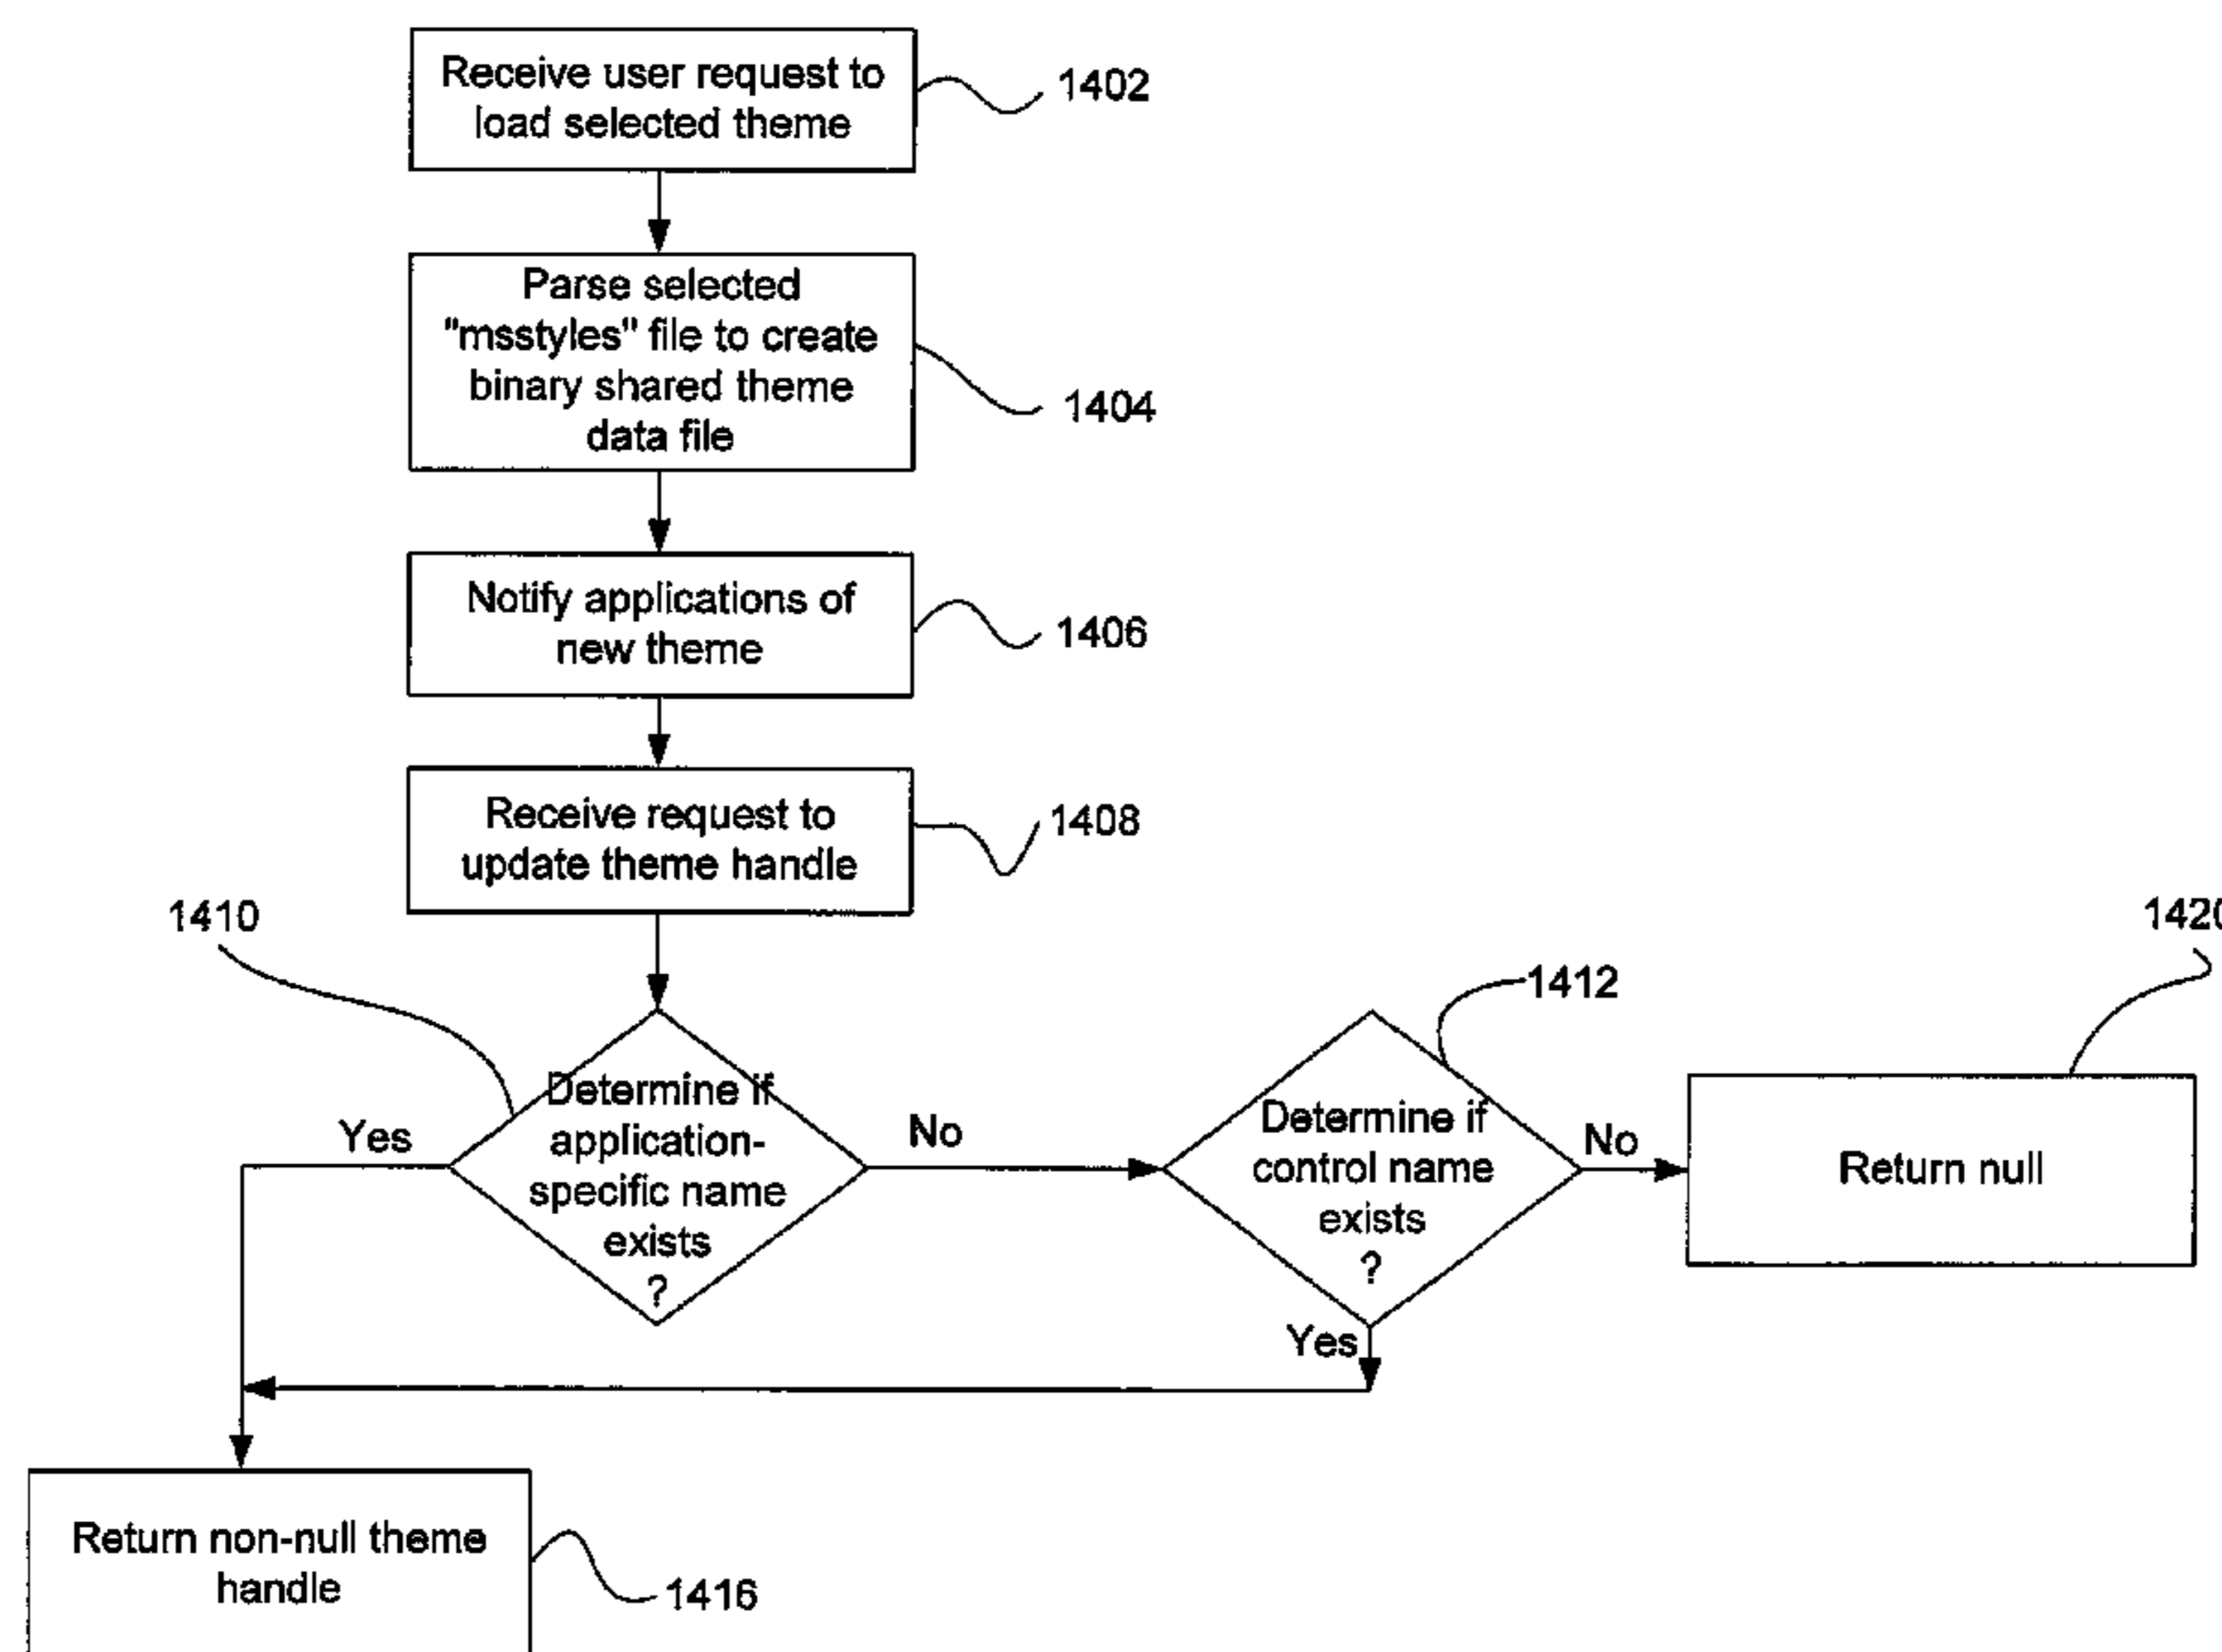 Receive user request to
load selected theme
1402
Parse selected
"msstyles" file to create
binary shared theme
data file
1404
Notify applications of
new theme
1406
Receive request to
update theme handle
1408
1410
1420
1412
Determine if
application-
specific name
exists
?
Yes
No
Determine if
control name
exists
?
No
Yes
Return null
Return non-null theme
handle
1416